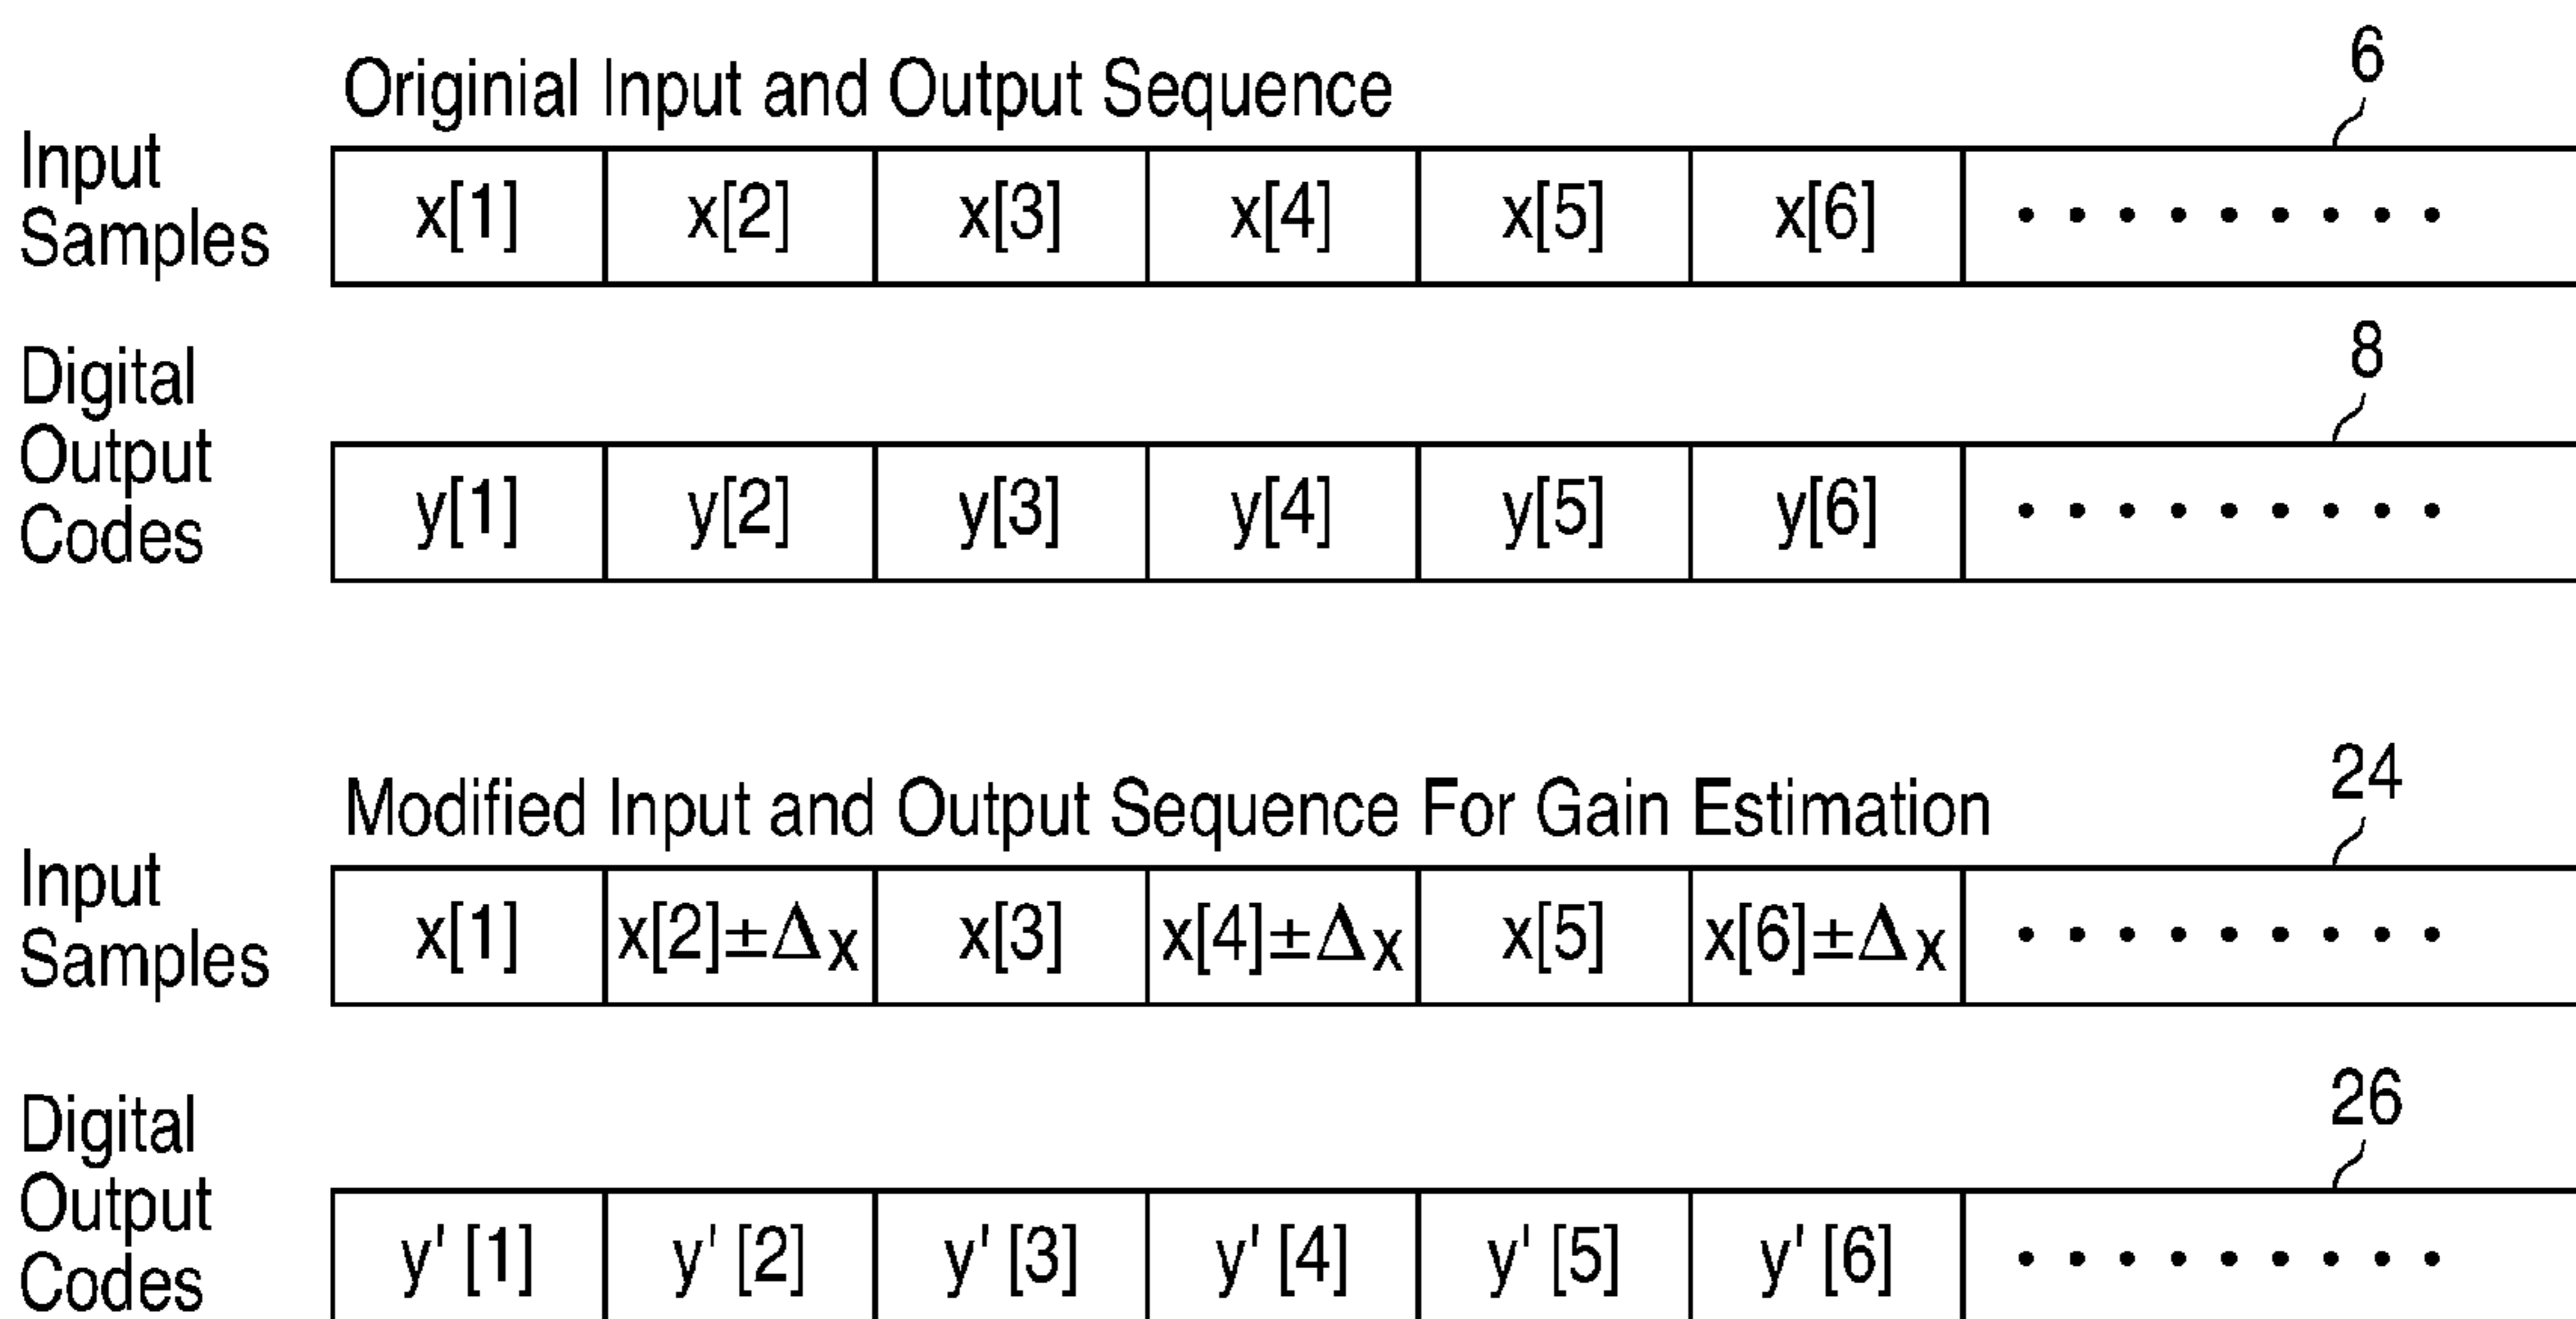 6
Originial Input and Output Sequence
Input
Samples
x[1] x[2] x[3] x[4] x[5] x[6] • • • • • • • • •
8
Digital
Output
Codes
y[1] y[2] y[3] y[4] y[5] y[6] • • • • • • • • •
24
Modified Input and Output Sequence For Gain Estimation
Input
Samples
x[1] x[2]±Δx x[3] x[4]±Δx x[5] x[6]±Δx • • • • • • • • •
26
Digital
Output
Codes
y' [1] y' [2] y' [3] y' [4] y' [5] y' [6] • • • • • • • • •